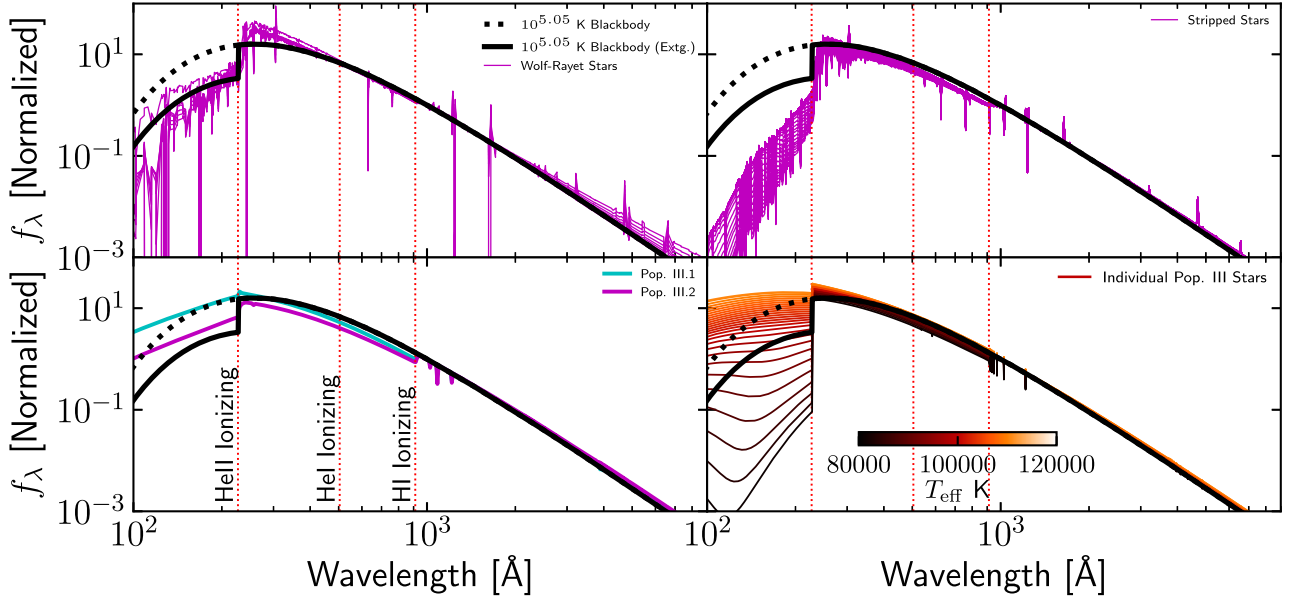 10^1
10^-1
10^-3
f_λ [Normalized]
10^5.05 K Blackbody
10^5.05 K Blackbody (Extg.)
Wolf-Rayet Stars
Stripped Stars
10^1
10^-1
10^-3
f_λ [Normalized]
Pop. III.1
Pop. III.2
HeII Ionizing
HeI Ionizing
HI Ionizing
Individual Pop. III Stars
80000 100000 120000
T_eff K
10^2 10^3 10^2 10^3
Wavelength [Å] Wavelength [Å]